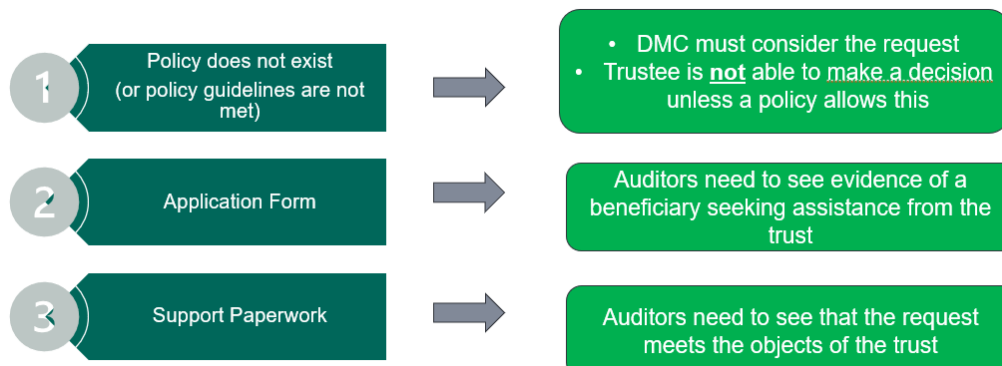 1
Policy does not exist
(or policy guidelines are not
met)
• DMC must consider the request
• Trustee is not able to make a decision
unless a policy allows this
2
Application Form
Auditors need to see evidence of a
beneficiary seeking assistance from the
trust
3
Support Paperwork
Auditors need to see that the request
meets the objects of the trust